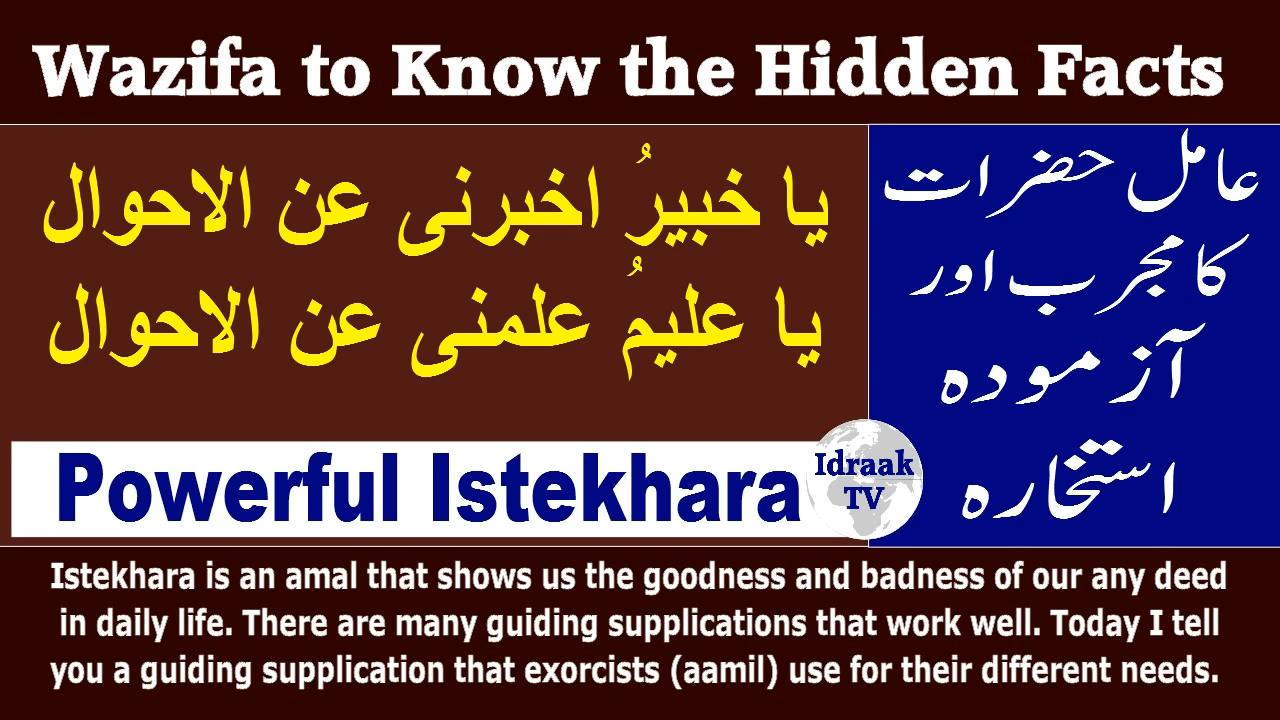 Wazifa to Know the Hidden Facts
یا خبیرُ اخبرنی عن الاحوال
یا علیمُ علمنی عن الاحوال
عامل حضرات
کا مجرب اور
آزمودہ
استخارہ
Powerful Istekhara
Idraak
TV
Istekhara is an amal that shows us the goodness and badness of our any deed
in daily life. There are many guiding supplications that work well. Today I tell
you a guiding supplication that exorcists (aamil) use for their different needs.